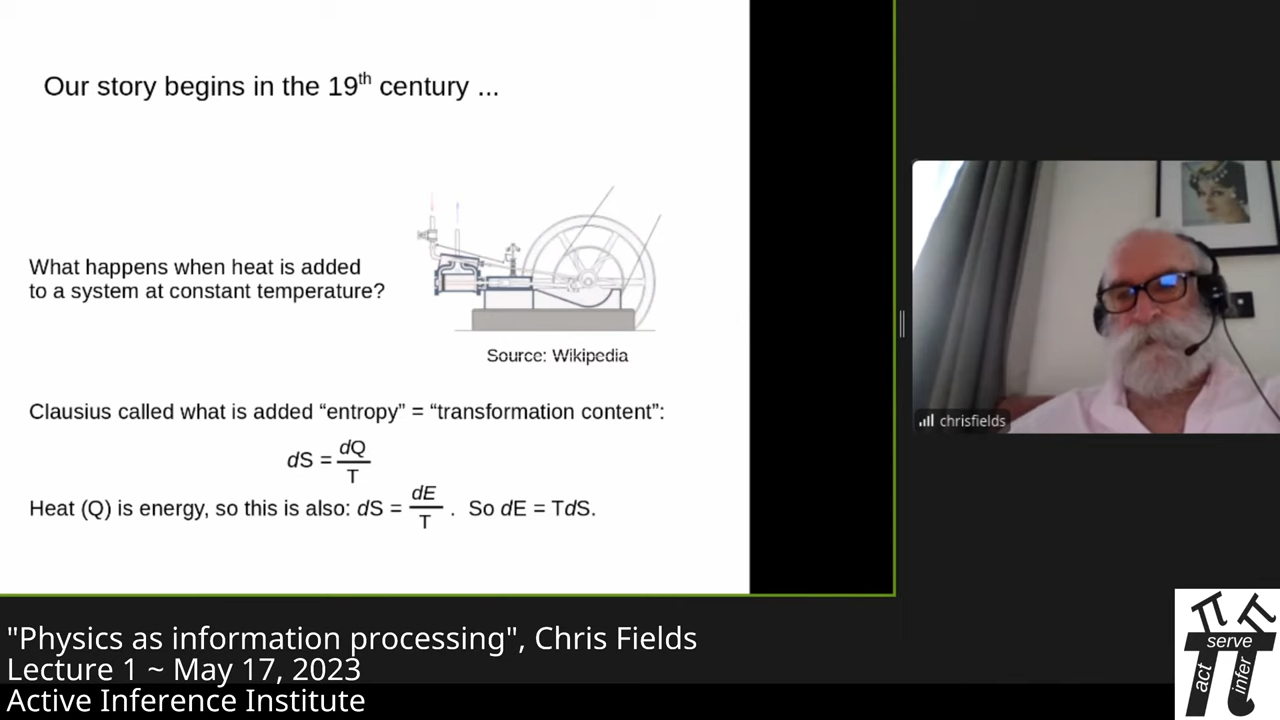 Our story begins in the 19th century ...
What happens when heat is added
to a system at constant temperature?
Source: Wikipedia
Clausius called what is added “entropy” = “transformation content”:
dS = dQ/T
Heat (Q) is energy, so this is also: dS = dE/T . So dE = TdS.
chrisfields
"Physics as information processing", Chris Fields
Lecture 1 ~ May 17, 2023
Active Inference Institute
serve
act
infer